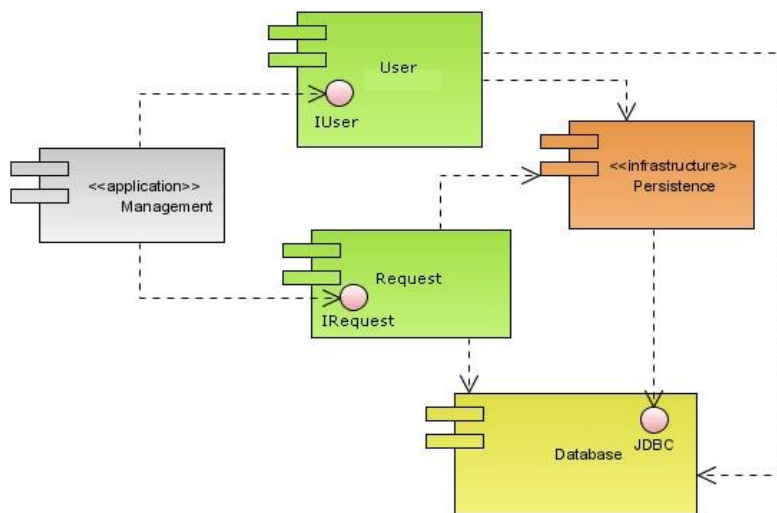 User
IUser
<<application>>
Management
<<infrastructure>>
Persistence
Request
IRequest
Database
JDBC